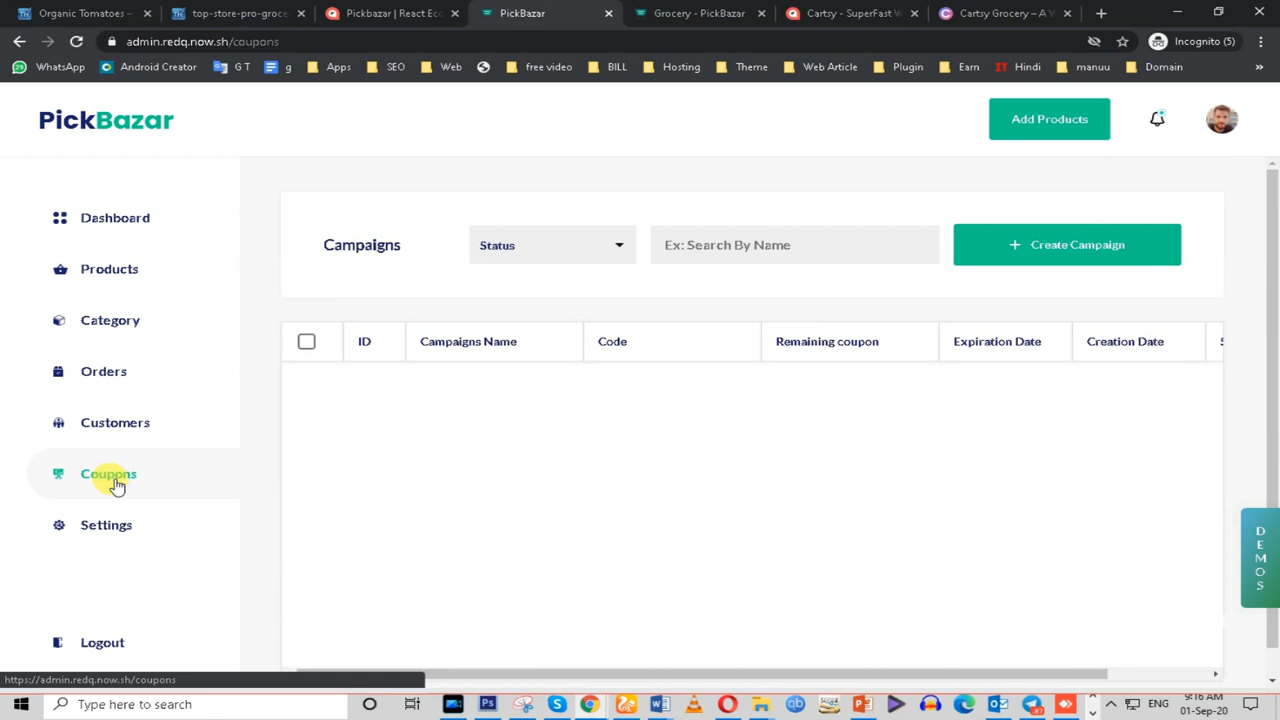 Organic Tomatoes -
top-store-pro-groce
Pickbazar | React Eco
PickBazar
Grocery - PickBazar
Cartsy - SuperFast W
Cartsy Grocery – A V
admin.redq.now.sh/coupons
Incognito (5)
WhatsApp
Android Creator
G T
g
Apps
SEO
Web
free video
BILL
Hosting
Theme
Web Article
Plugin
Earn
Hindi
manuu
Domain
PickBazar
Add Products
Dashboard
Products
Category
Orders
Customers
Coupons
Settings
Logout
Campaigns
Status
Ex: Search By Name
+ Create Campaign
ID
Campaigns Name
Code
Remaining coupon
Expiration Date
Creation Date
DEMOS
https://admin.redq.now.sh/coupons
Type here to search
9:16 AM
01-Sep-20